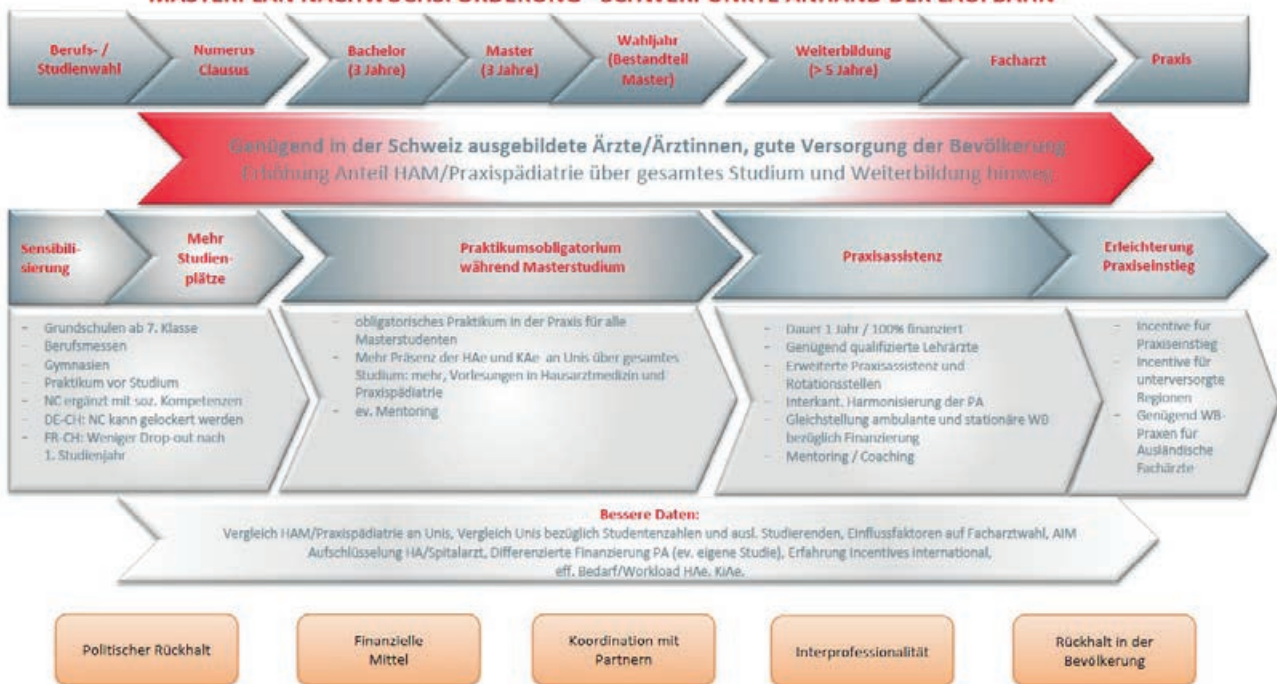 MASTERPLAN NACHWUCHSFÖRDERUNG - SCHWERPUNKTE ANHAND DER LAUFBAHN
Berufs- /
Studienwahl
Numerus
Clausus
Bachelor
(3 Jahre)
Master
(3 Jahre)
Wahljahr
(Bestandteil
Master)
Weiterbildung
(> 5 Jahre)
Facharzt
Praxis
Genügend in der Schweiz ausgebildete Ärzte/Ärztinnen, gute Versorgung der Bevölkerung
Erhöhung Anteil HAM/Praxispädiatrie über gesamtes Studium und Weiterbildung hinweg
Sensibili-
sierung
Mehr
Studien-
plätze
Praktikumsobligatorium
während Masterstudium
Praxisassistenz
Erleichterung
Praxiseinstieg
- Grundschulen ab 7. Klasse
- Berufsmessen
- Gymnasien
- Praktikum vor Studium
- NC ergänzt mit soz. Kompetenzen
- DE-CH: NC kann gelockert werden
- FR-CH: Weniger Drop-out nach
1. Studienjahr
- obligatorisches Praktikum in der Praxis für alle
Masterstudenten
- Mehr Präsenz der HAe und KAe an Unis über gesamtes
Studium: mehr, Vorlesungen in Hausarztmedizin und
Praxispädiatrie
- ev. Mentoring
- Dauer 1 Jahr / 100% finanziert
- Genügend qualifizierte Lehrärzte
- Erweiterte Praxisassistenz und
Rotationsstellen
- Interkant. Harmonisierung der PA
- Gleichstellung ambulante und stationäre WB
bezüglich Finanzierung
- Mentoring / Coaching
- Incentive für
Praxiseinstieg
- Incentive für
unterversorgte
Regionen
- Genügend WB-
Praxen für
Ausländische
Fachärzte
Bessere Daten:
Vergleich HAM/Praxispädiatrie an Unis, Vergleich Unis bezüglich Studentenzahlen und ausl. Studierenden, Einflussfaktoren auf Facharztwahl, AIM
Aufschlüsselung HA/Spitalarzt, Differenzierte Finanzierung PA (ev. eigene Studie), Erfahrung Incentives international,
eff. Bedarf/Workload HAe. KiAe.
Politischer Rückhalt
Finanzielle
Mittel
Koordination mit
Partnern
Interprofessionalität
Rückhalt in der
Bevölkerung